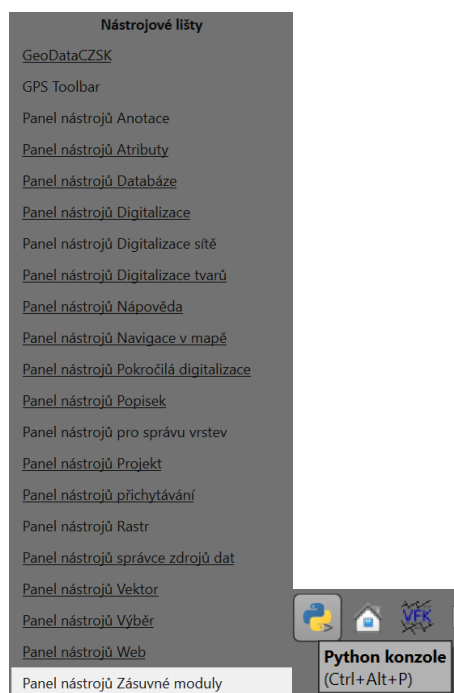 Nástrojové lišty
GeoDataCZSK
GPS Toolbar
Panel nástrojů Anotace
Panel nástrojů Atributy
Panel nástrojů Databáze
Panel nástrojů Digitalizace
Panel nástrojů Digitalizace sítě
Panel nástrojů Digitalizace tvarů
Panel nástrojů Nápověda
Panel nástrojů Navigace v mapě
Panel nástrojů Pokročilá digitalizace
Panel nástrojů Popisek
Panel nástrojů pro správu vrstev
Panel nástrojů Projekt
Panel nástrojů přichytávání
Panel nástrojů Rastr
Panel nástrojů správce zdrojů dat
Panel nástrojů Vektor
Panel nástrojů Výběr
Panel nástrojů Web
Panel nástrojů Zásuvné moduly
VFK
Python konzole
(Ctrl+Alt+P)